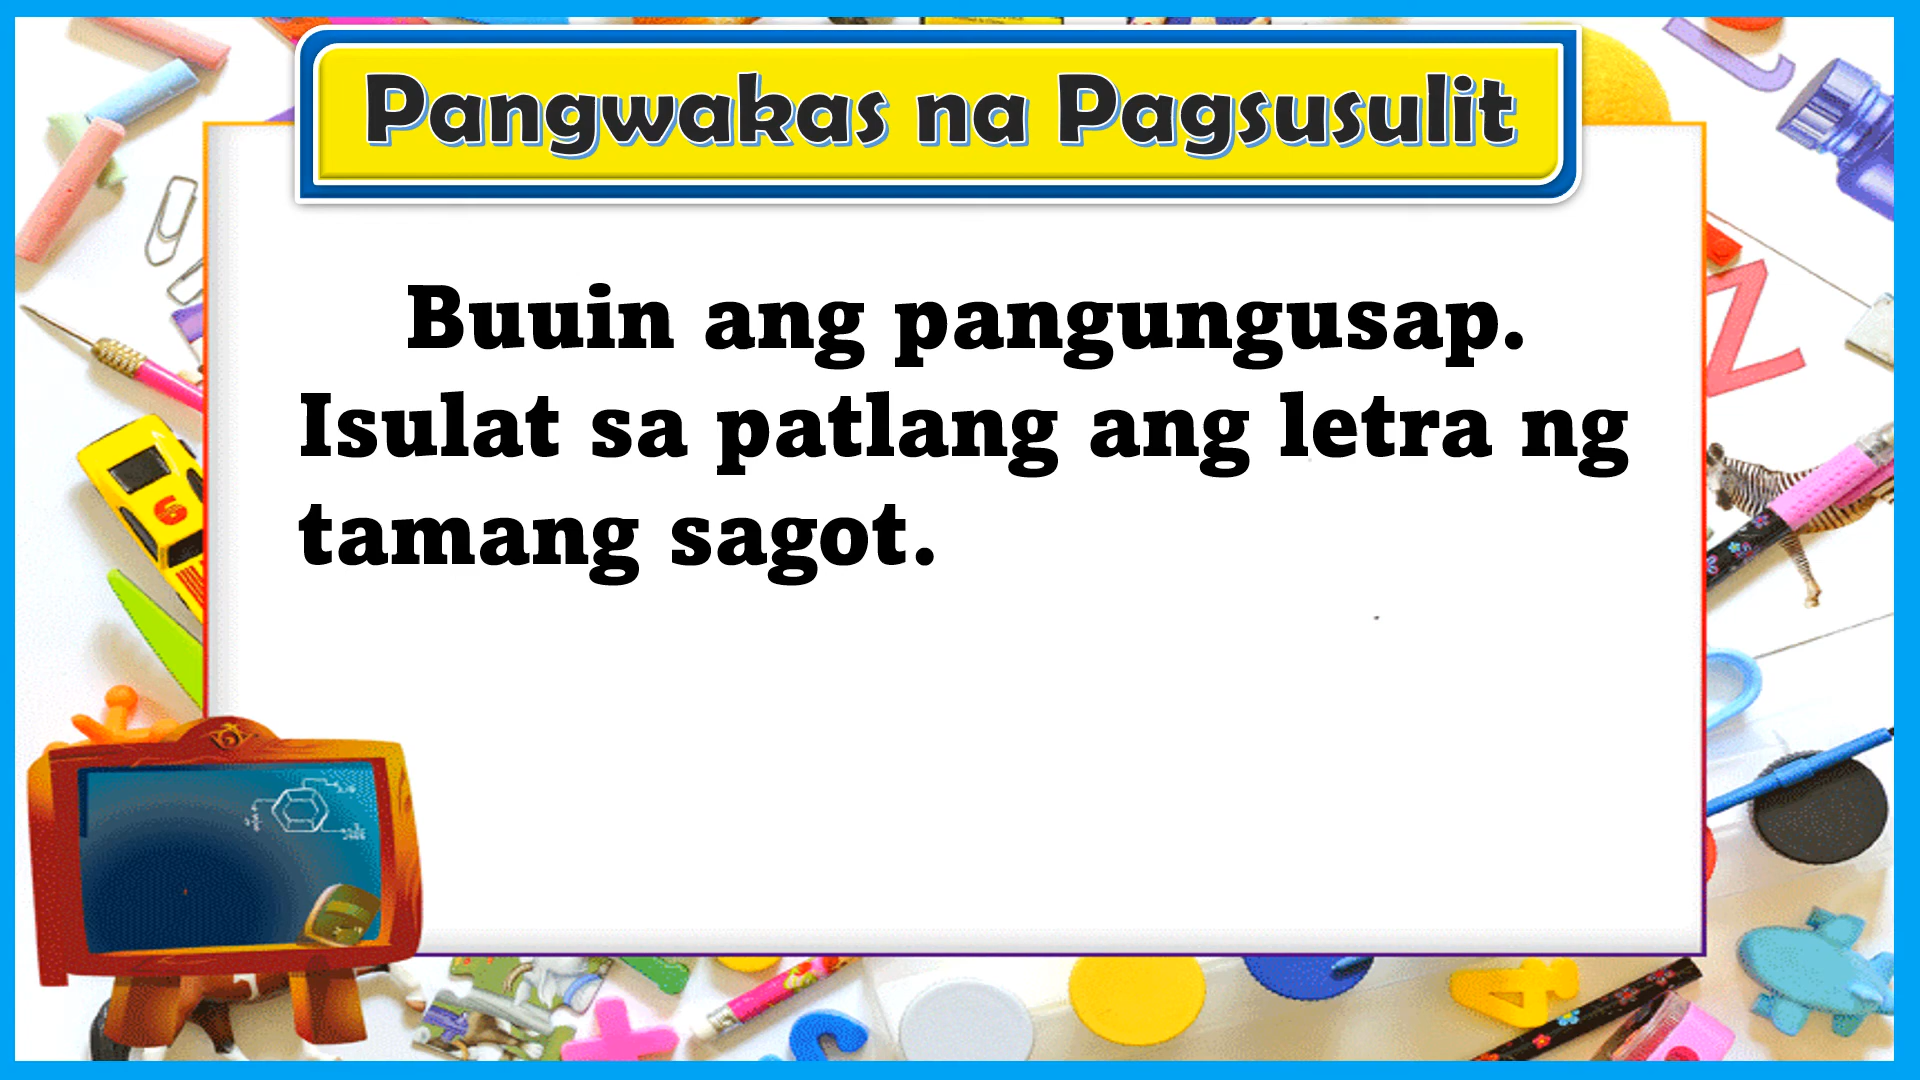 Pangwakas na Pagsusulit
Buuin ang pangungusap.
Isulat sa patlang ang letra ng
tamang sagot.